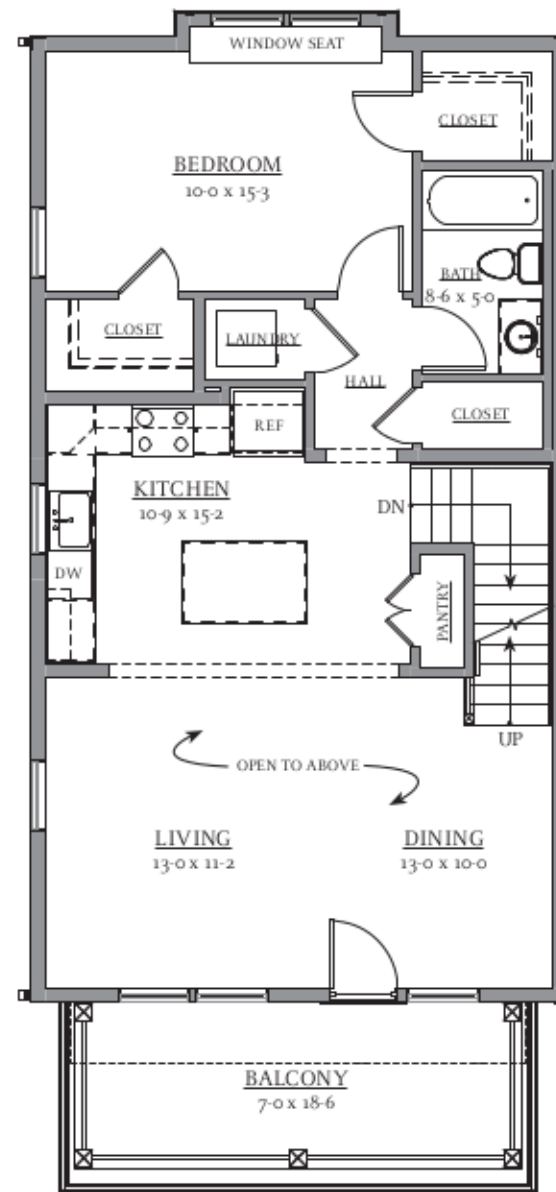 WINDOW SEAT
CLOSET
BEDROOM
10-0 x 15-3
BATH
8-6 x 5-0
CLOSET
LAUNDRY
HALL
CLOSET
REF
KITCHEN
10-9 x 15-2
DN
DW
PANTRY
UP
OPEN TO ABOVE
LIVING
13-0 x 11-2
DINING
13-0 x 10-0
BALCONY
7-0 x 18-6